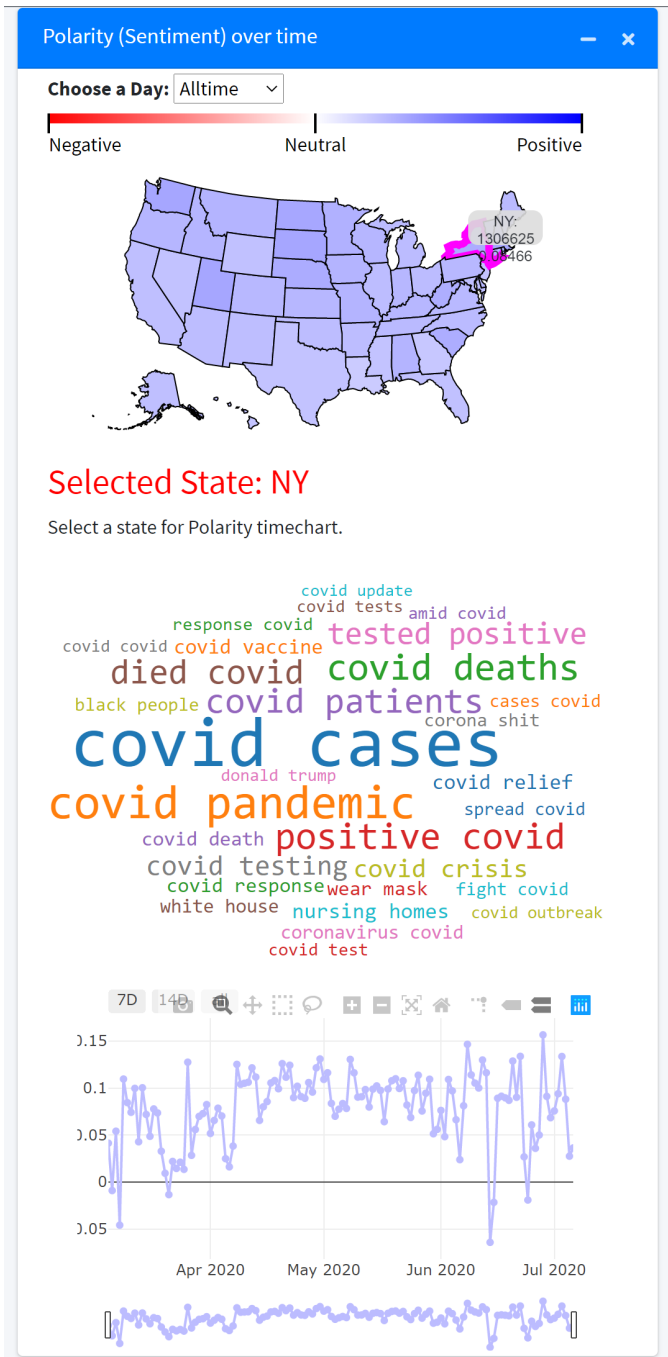 Polarity (Sentiment) over time
Choose a Day: Alltime
Negative Neutral Positive
NY:
1306625
0.08466
Selected State: NY
Select a state for Polarity timechart.
covid update
covid tests
amid covid
response covid
tested positive
covid covid
covid vaccine
died covid
covid deaths
black people
covid patients
cases covid
corona shit
covid cases
donald trump
covid relief
covid pandemic
spread covid
covid death
positive covid
covid testing
covid crisis
covid response
wear mask
fight covid
white house
nursing homes
covid outbreak
coronavirus covid
covid test
7D 14D
0.15
0.1
0.05
0
0.05
Apr 2020 May 2020 Jun 2020 Jul 2020